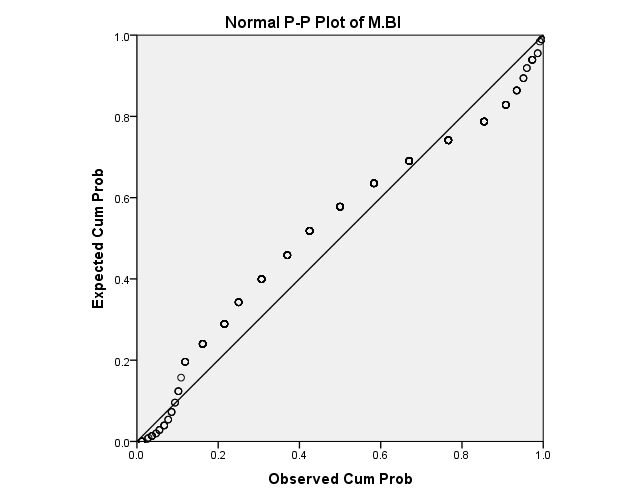 Normal P-P Plot of M.BI
1.0
0.8
0.6
0.4
0.2
0.0
Expected Cum Prob
0.0 0.2 0.4 0.6 0.8 1.0
Observed Cum Prob